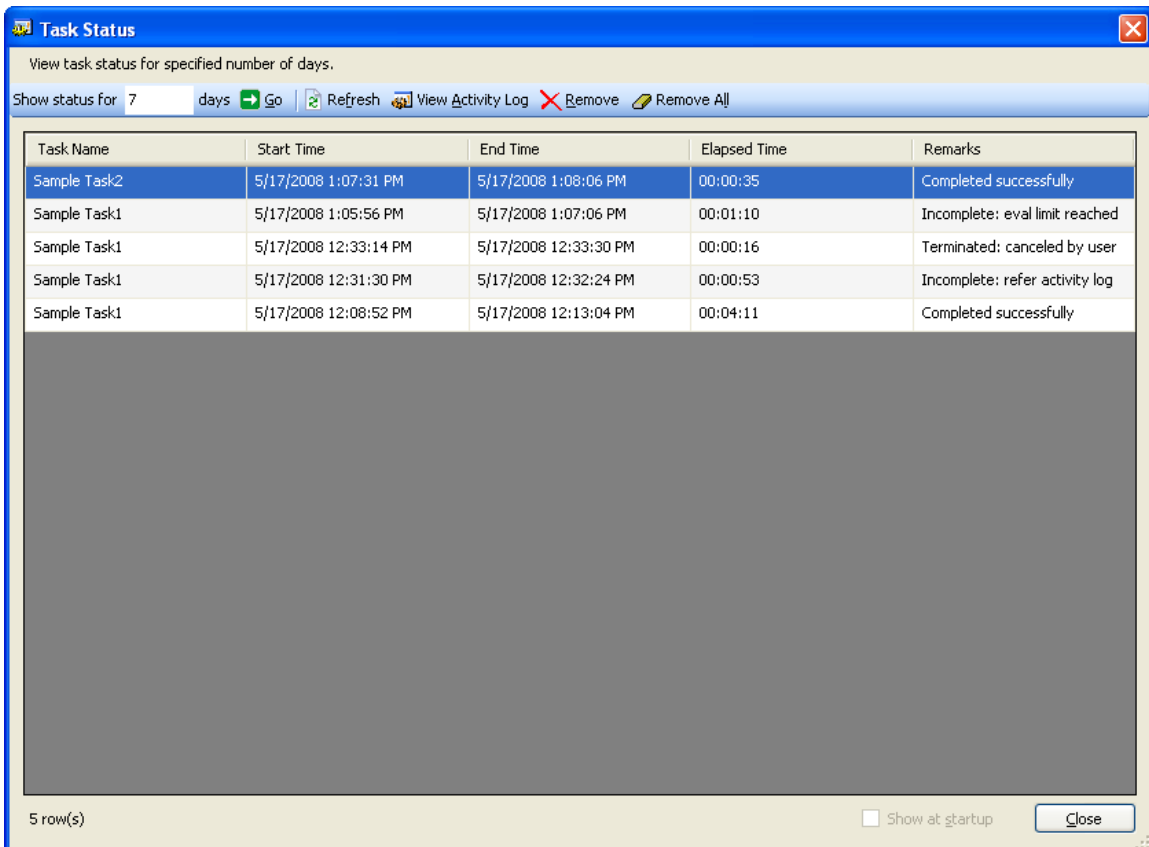 Task Status
View task status for specified number of days.
Show status for 7 days Go Refresh View Activity Log Remove Remove All
Task Name Start Time End Time Elapsed Time Remarks
Sample Task2 5/17/2008 1:07:31 PM 5/17/2008 1:08:06 PM 00:00:35 Completed successfully
Sample Task1 5/17/2008 1:05:56 PM 5/17/2008 1:07:06 PM 00:01:10 Incomplete: eval limit reached
Sample Task1 5/17/2008 12:33:14 PM 5/17/2008 12:33:30 PM 00:00:16 Terminated: canceled by user
Sample Task1 5/17/2008 12:31:30 PM 5/17/2008 12:32:24 PM 00:00:53 Incomplete: refer activity log
Sample Task1 5/17/2008 12:08:52 PM 5/17/2008 12:13:04 PM 00:04:11 Completed successfully
5 row(s) Show at startup Close